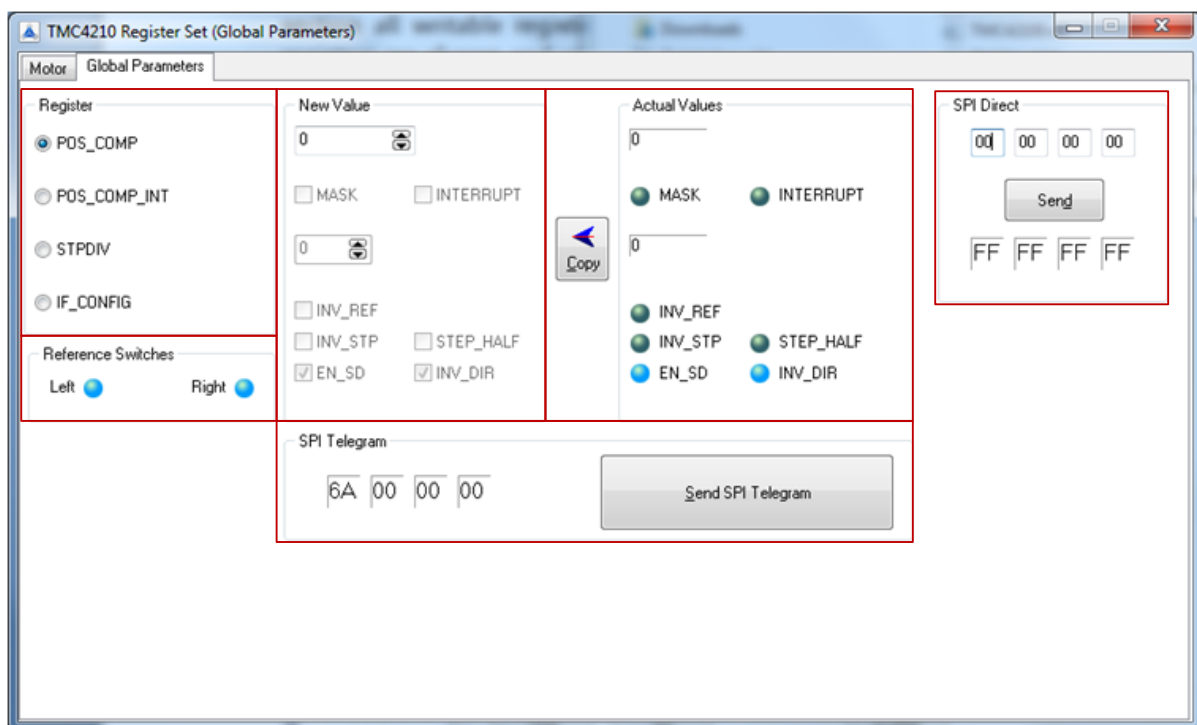 TMC4210 Register Set (Global Parameters)
Motor
Global Parameters
Register
POS_COMP
POS_COMP_INT
STPDIV
IF_CONFIG
Reference Switches
Left
Right
New Value
0
MASK
INTERRUPT
0
INV_REF
INV_STP
STEP_HALF
EN_SD
INV_DIR
Copy
Actual Values
0
MASK
INTERRUPT
0
INV_REF
INV_STP
STEP_HALF
EN_SD
INV_DIR
SPI Direct
00 00 00 00
Send
FF FF FF FF
SPI Telegram
6A 00 00 00
Send SPI Telegram